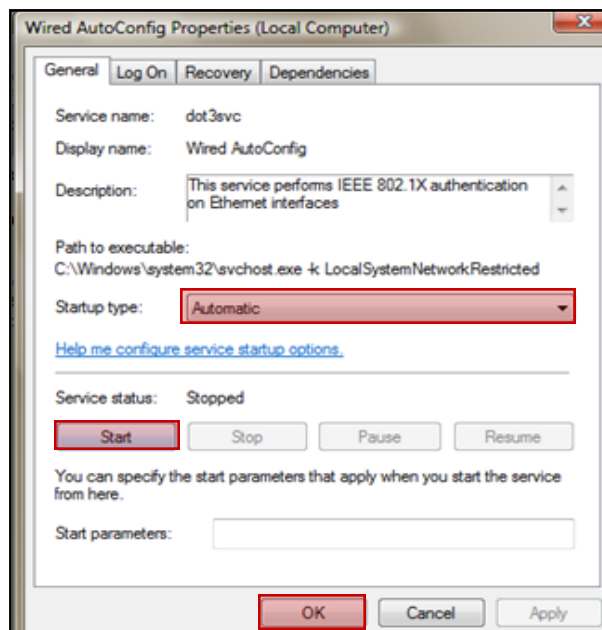 Wired AutoConfig Properties (Local Computer)
General Log On Recovery Dependencies
Service name: dot3svc
Display name: Wired AutoConfig
Description: This service performs IEEE 802.1X authentication
on Ethernet interfaces
Path to executable:
C:\Windows\system32\svchost.exe -k LocalSystemNetworkRestricted
Startup type: Automatic
Help me configure service startup options.
Service status: Stopped
Start Stop Pause Resume
You can specify the start parameters that apply when you start the service
from here.
Start parameters:
OK Cancel Apply